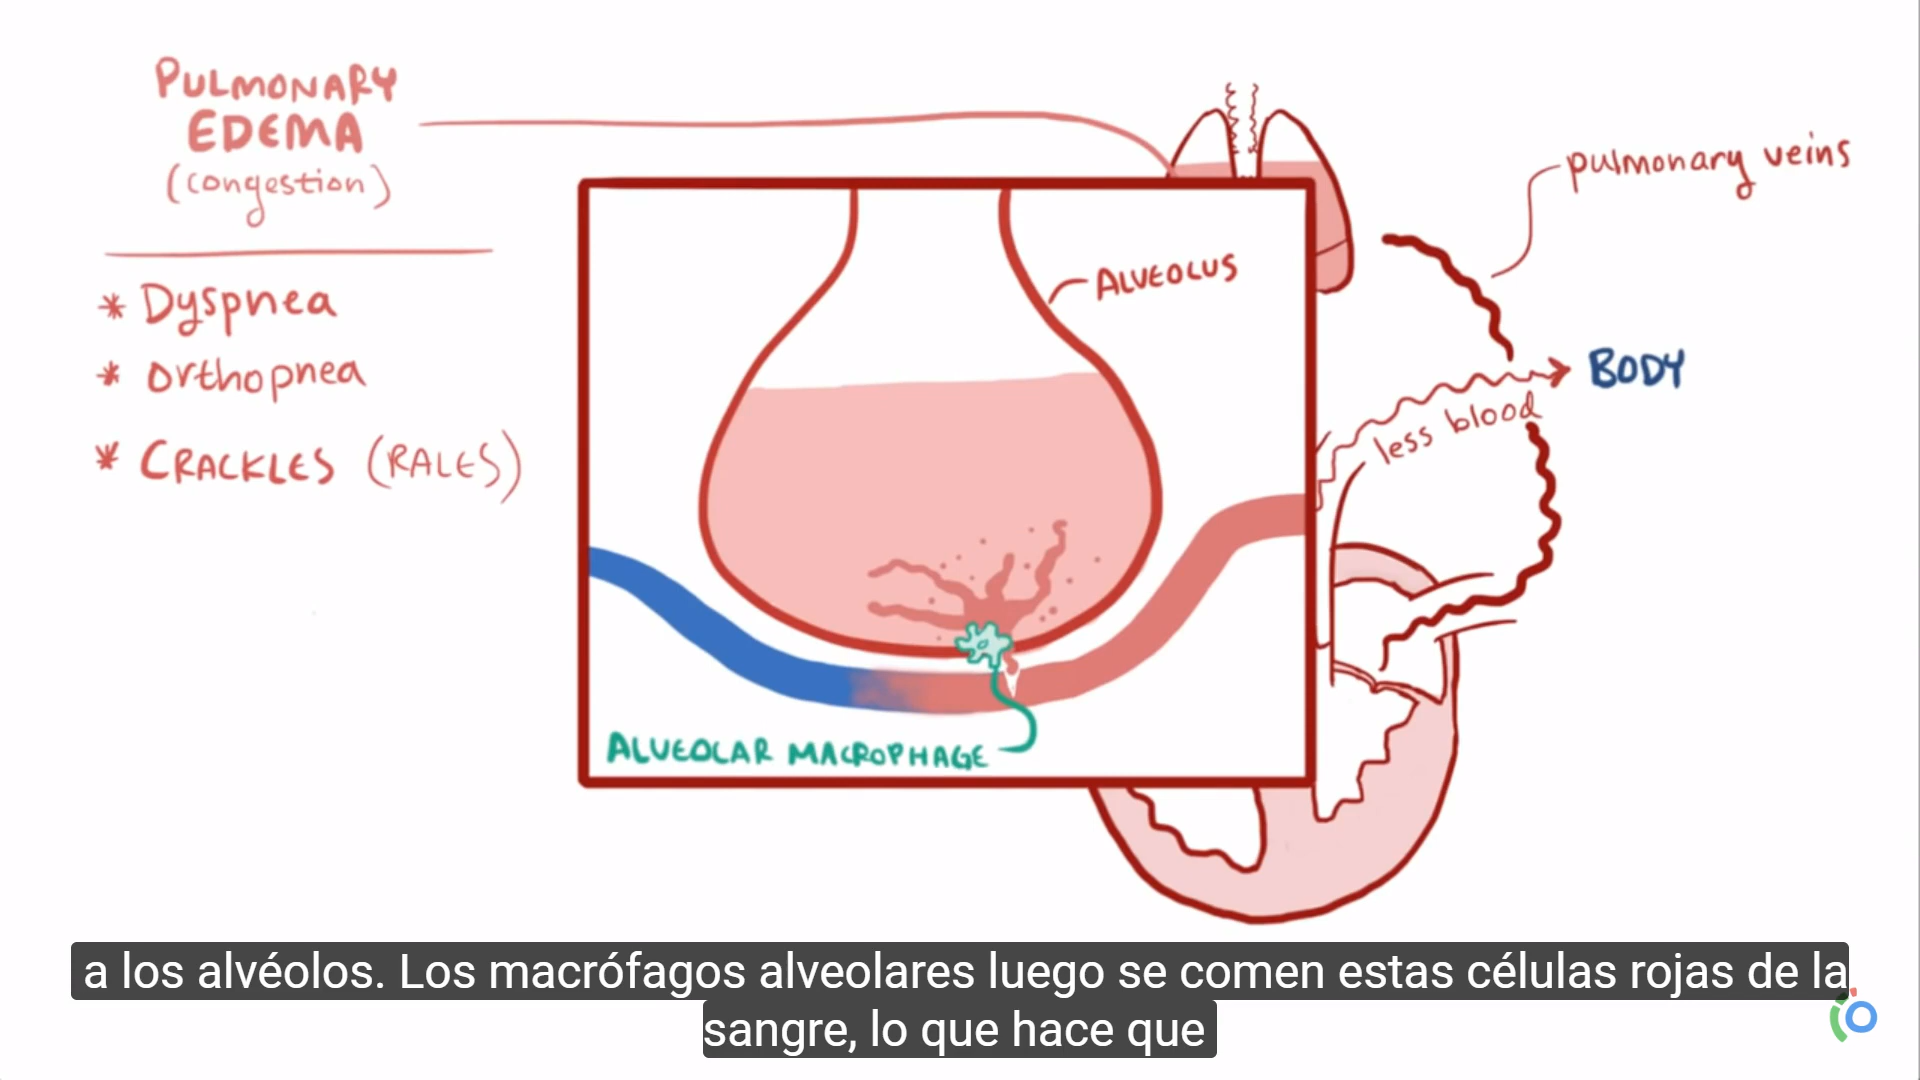 PULMONARY
EDEMA
(congestion)
* Dyspnea
* orthopnea
* CRACKLES (RALES)
ALVEOLUS
ALVEOLAR MACROPHAGE
pulmonary veins
BODY
less blood
a los alvéolos. Los macrófagos alveolares luego se comen estas células rojas de la
sangre, lo que hace que